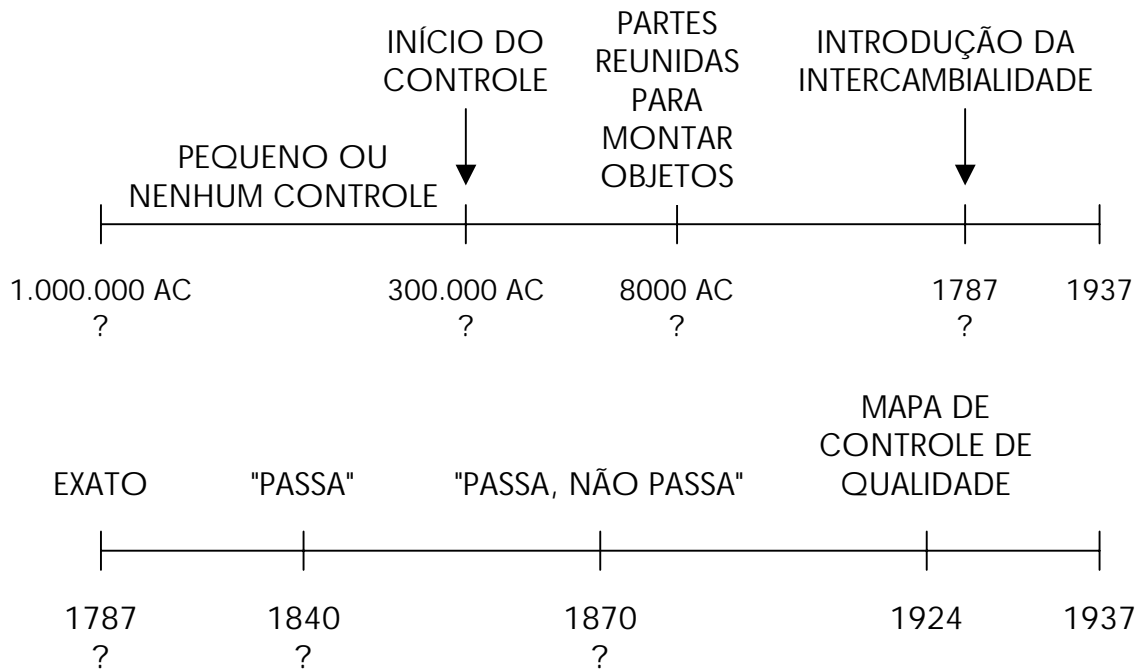 INÍCIO DO
CONTROLE
PARTES
REUNIDAS
PARA
MONTAR
OBJETOS
INTRODUÇÃO DA
INTERCAMBIALIDADE
PEQUENO OU
NENHUM CONTROLE
1.000.000 AC
?
300.000 AC
?
8000 AC
?
1787
?
1937
EXATO
"PASSA"
"PASSA, NÃO PASSA"
MAPA DE
CONTROLE DE
QUALIDADE
1787
?
1840
?
1870
?
1924
1937